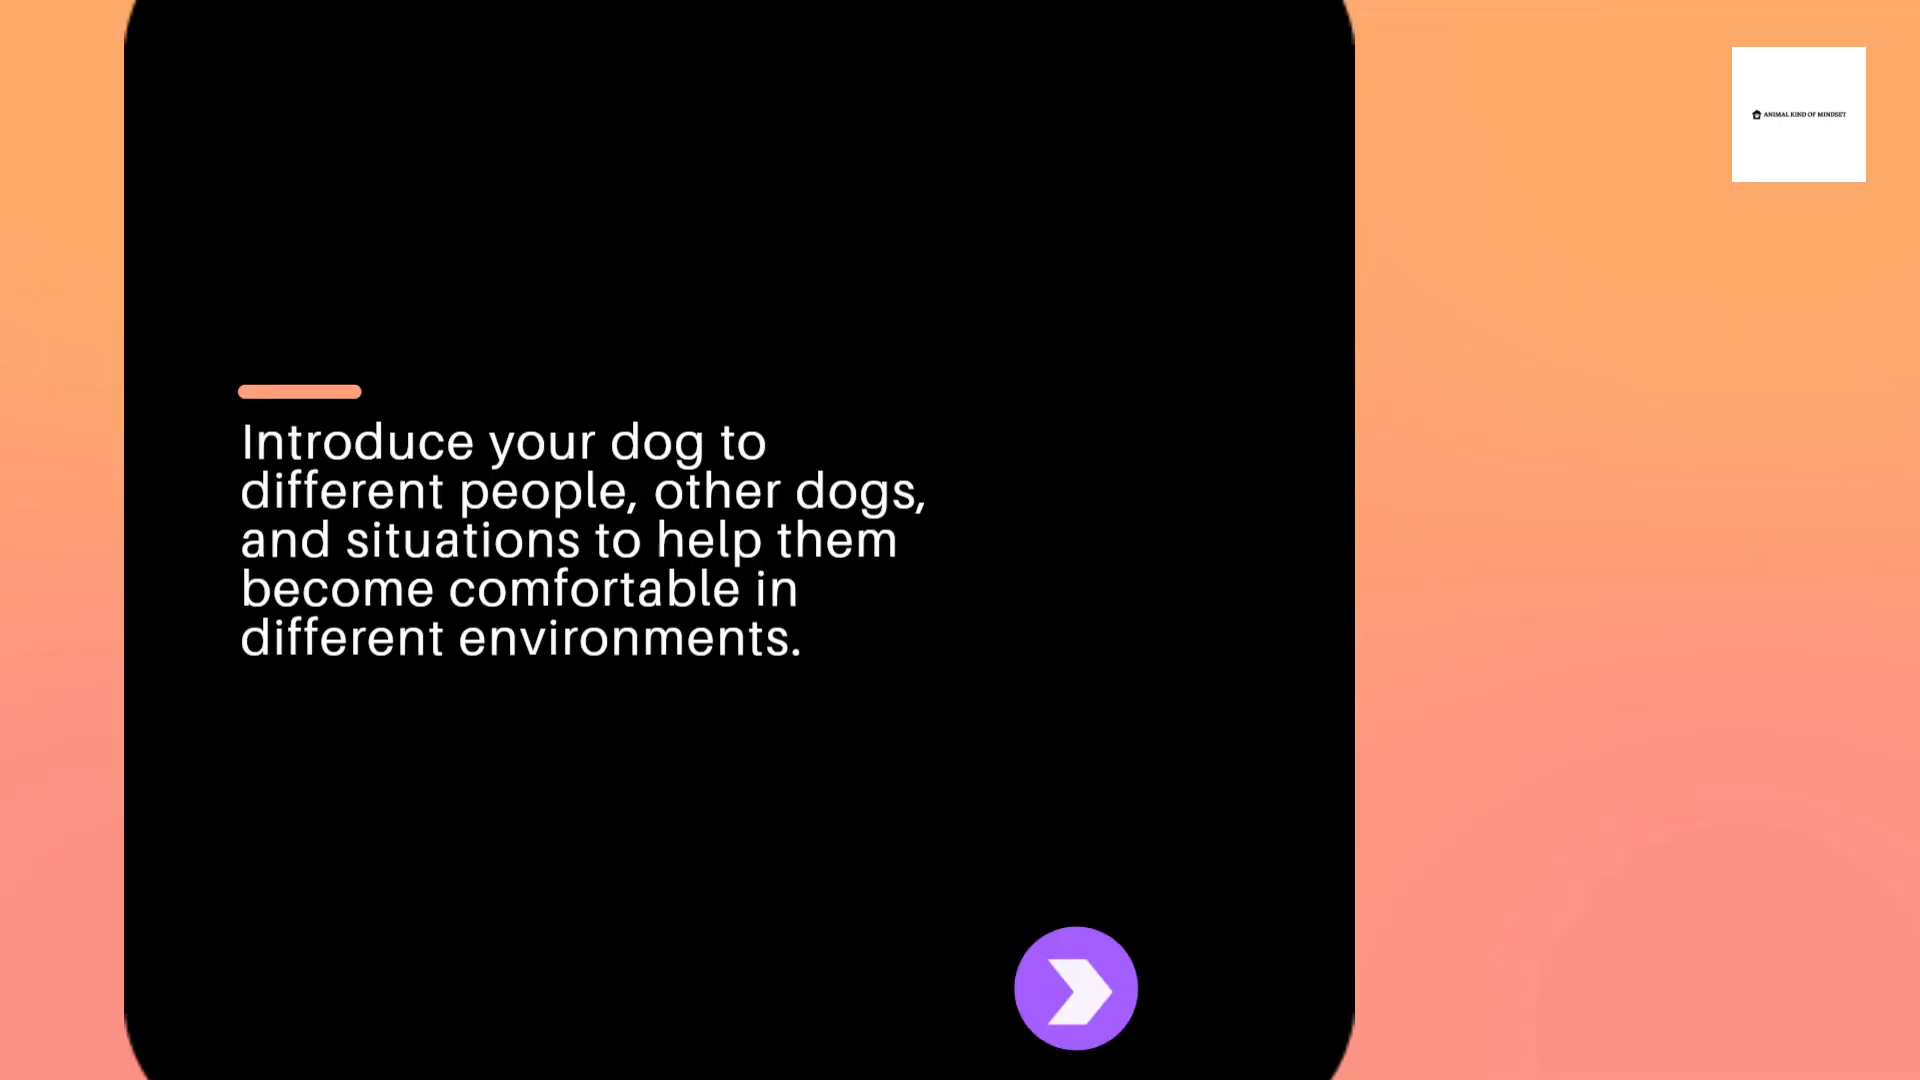 ANIMAL KIND OF MINDSET
Introduce your dog to
different people, other dogs,
and situations to help them
become comfortable in
different environments.